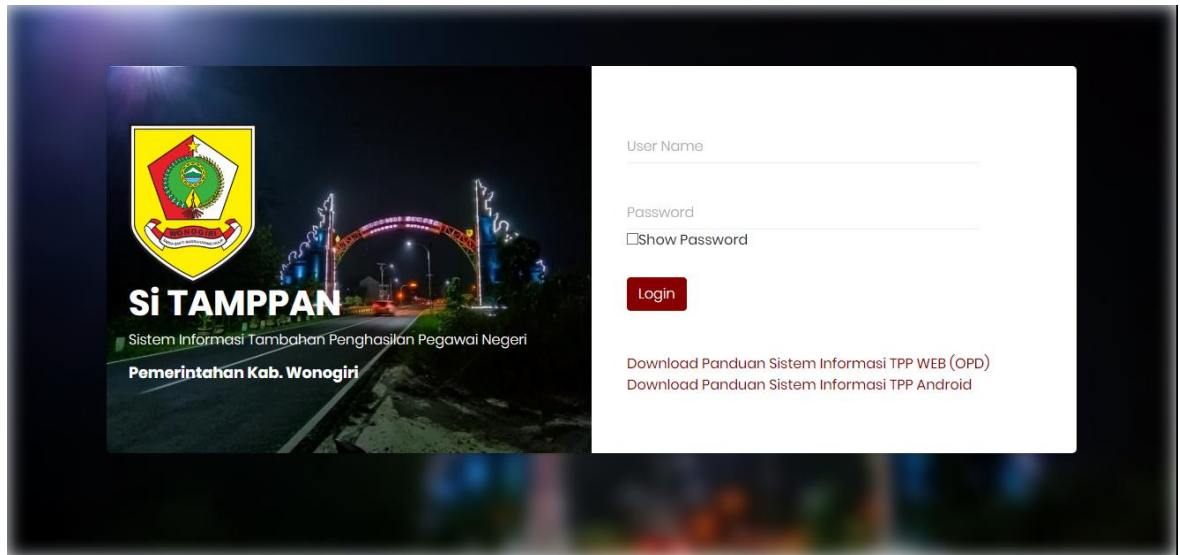 WONOGIRI
Si TAMPPAN
Sistem Informasi Tambahan Penghasilan Pegawai Negeri
Pemerintahan Kab. Wonogiri
User Name
Password
Show Password
Login
Download Panduan Sistem Informasi TPP WEB (OPD)
Download Panduan Sistem Informasi TPP Android